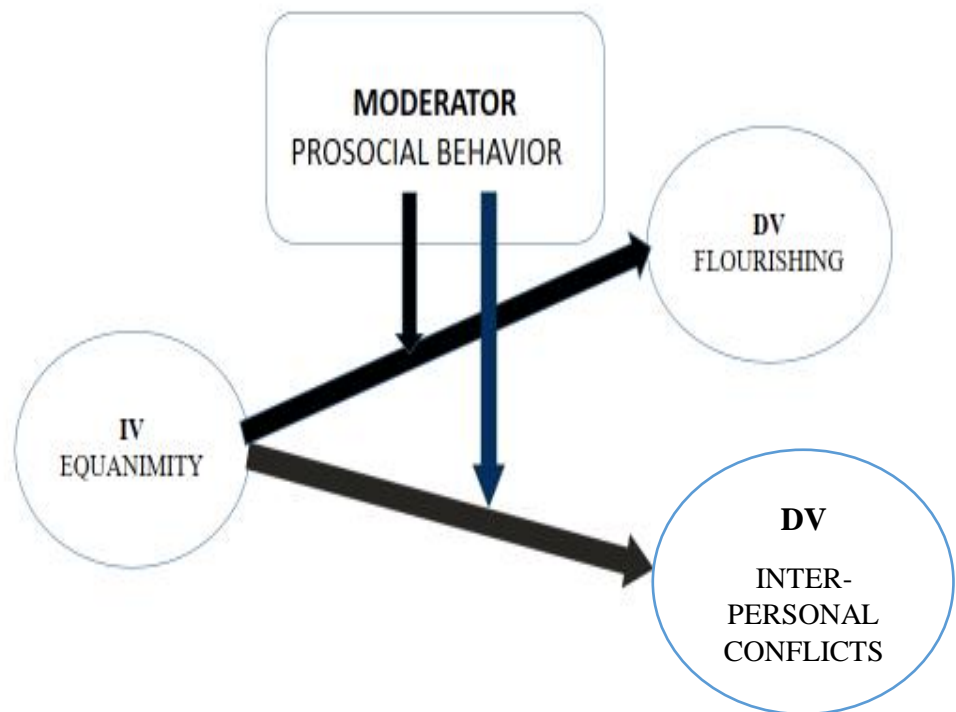 MODERATOR
PROSOCIAL BEHAVIOR
DV
FLOURISHING
IV
EQUANIMITY
DV
INTER-
PERSONAL
CONFLICTS